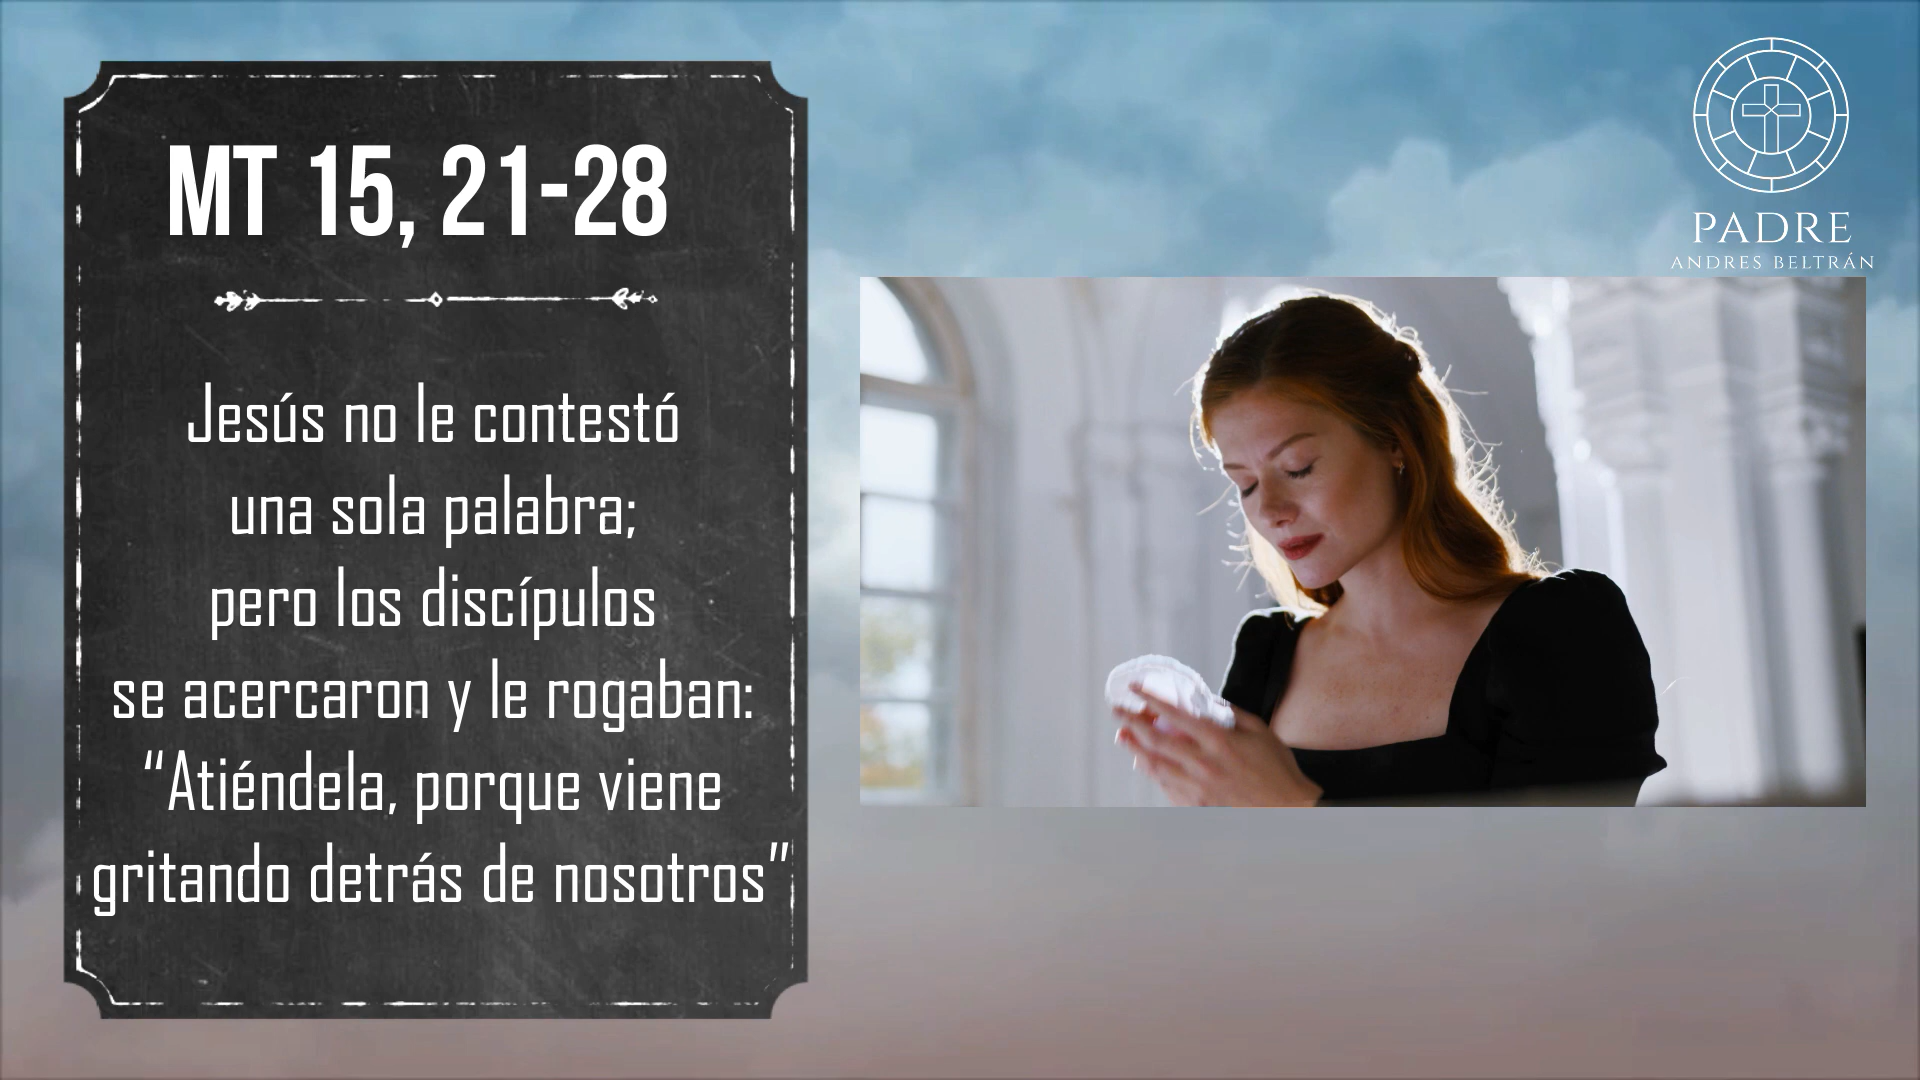 MT 15, 21-28
Jesús no le contestó
una sola palabra;
pero los discípulos
se acercaron y le rogaban:
“Atiéndela, porque viene
gritando detrás de nosotros”
PADRE
ANDRES BELTRÁN